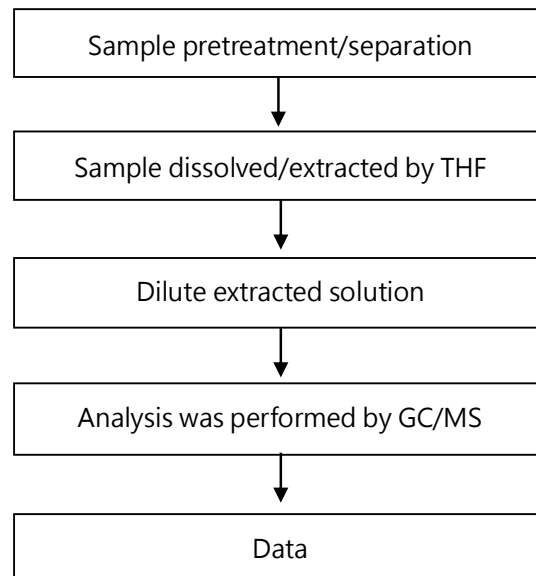 Sample pretreatment/separation
Sample dissolved/extracted by THF
Dilute extracted solution
Analysis was performed by GC/MS
Data